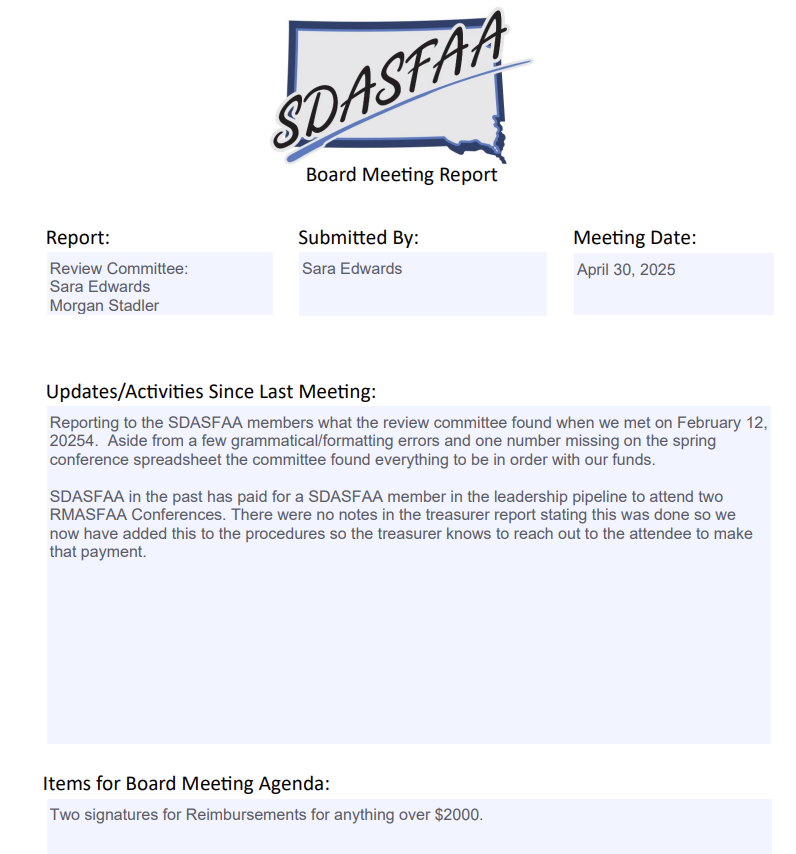 SDASFAA
Board Meeting Report
Report:
Submitted By:
Meeting Date:
Review Committee:
Sara Edwards
Morgan Stadler
Sara Edwards
April 30, 2025
Updates/Activities Since Last Meeting:
Reporting to the SDASFAA members what the review committee found when we met on February 12,
20254.  Aside from a few grammatical/formatting errors and one number missing on the spring
conference spreadsheet the committee found everything to be in order with our funds.
SDASFAA in the past has paid for a SDASFAA member in the leadership pipeline to attend two
RMASFAA Conferences. There were no notes in the treasurer report stating this was done so we
now have added this to the procedures so the treasurer knows to reach out to the attendee to make
that payment.
Items for Board Meeting Agenda:
Two signatures for Reimbursements for anything over $2000.